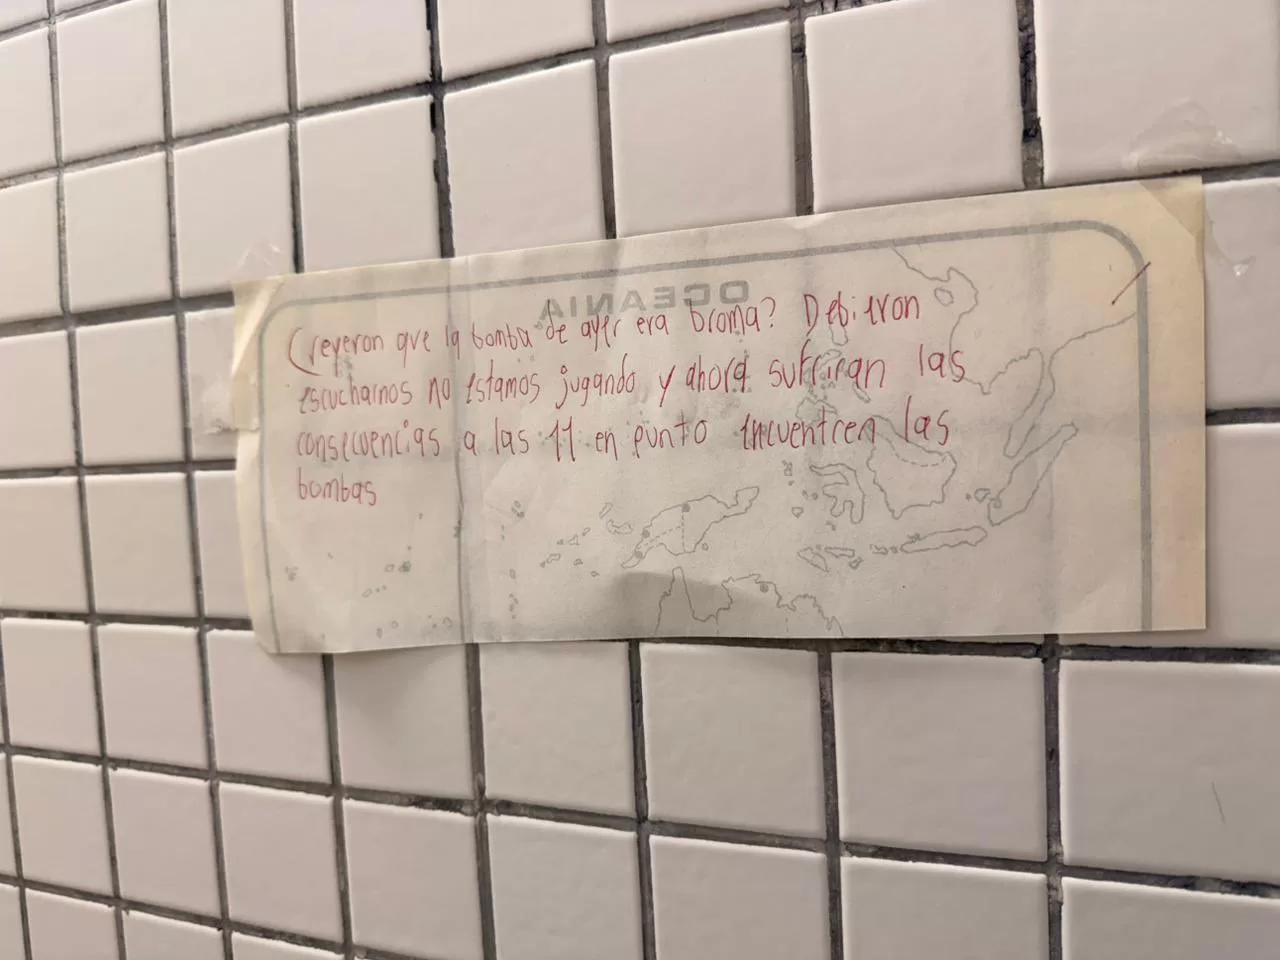 OCEANIA
Creyeron que la bomba de ayer era broma? Debieron
escucharnos no estamos jugando y ahora sufriran las
consecuencias a las 11 en punto encuentren las
bombas